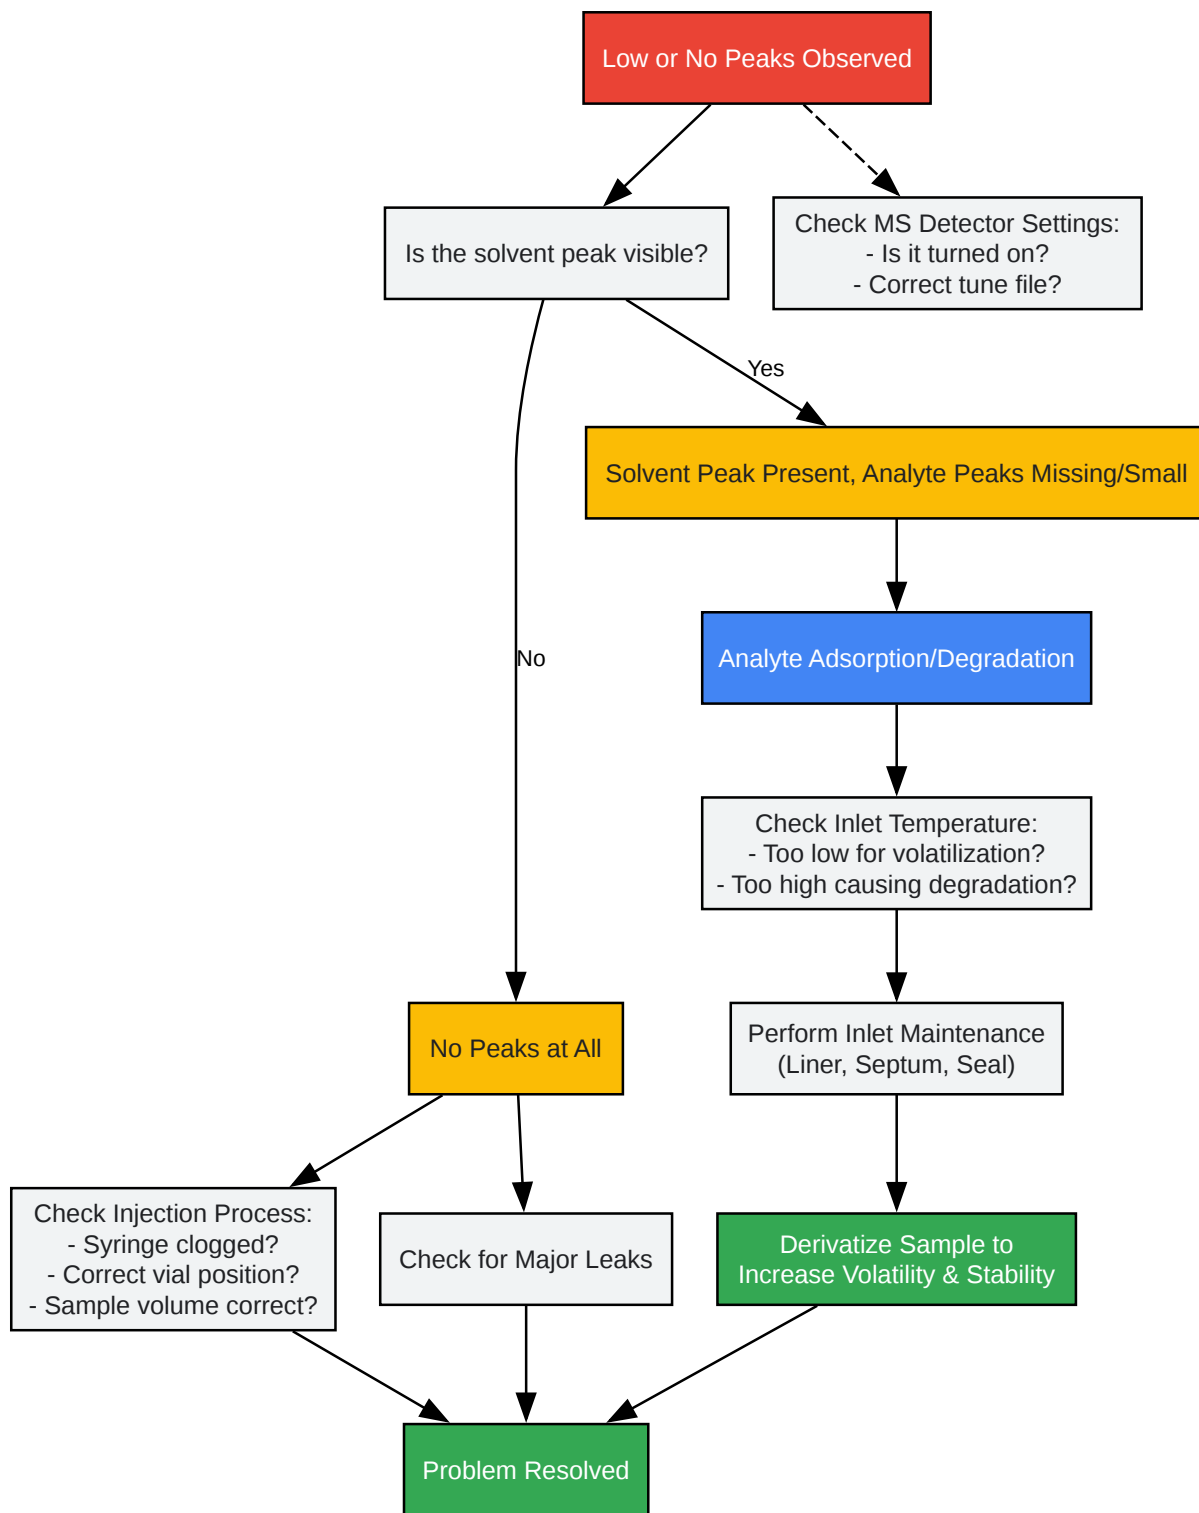 Low or No Peaks Observed
Is the solvent peak visible?
Check MS Detector Settings:
- Is it turned on?
- Correct tune file?
Yes
Solvent Peak Present, Analyte Peaks Missing/Small
Analyte Adsorption/Degradation
No
Check Inlet Temperature:
- Too low for volatilization?
- Too high causing degradation?
No Peaks at All
Perform Inlet Maintenance
(Liner, Septum, Seal)
Check Injection Process:
- Syringe clogged?
- Correct vial position?
- Sample volume correct?
Check for Major Leaks
Derivatize Sample to
Increase Volatility & Stability
Problem Resolved